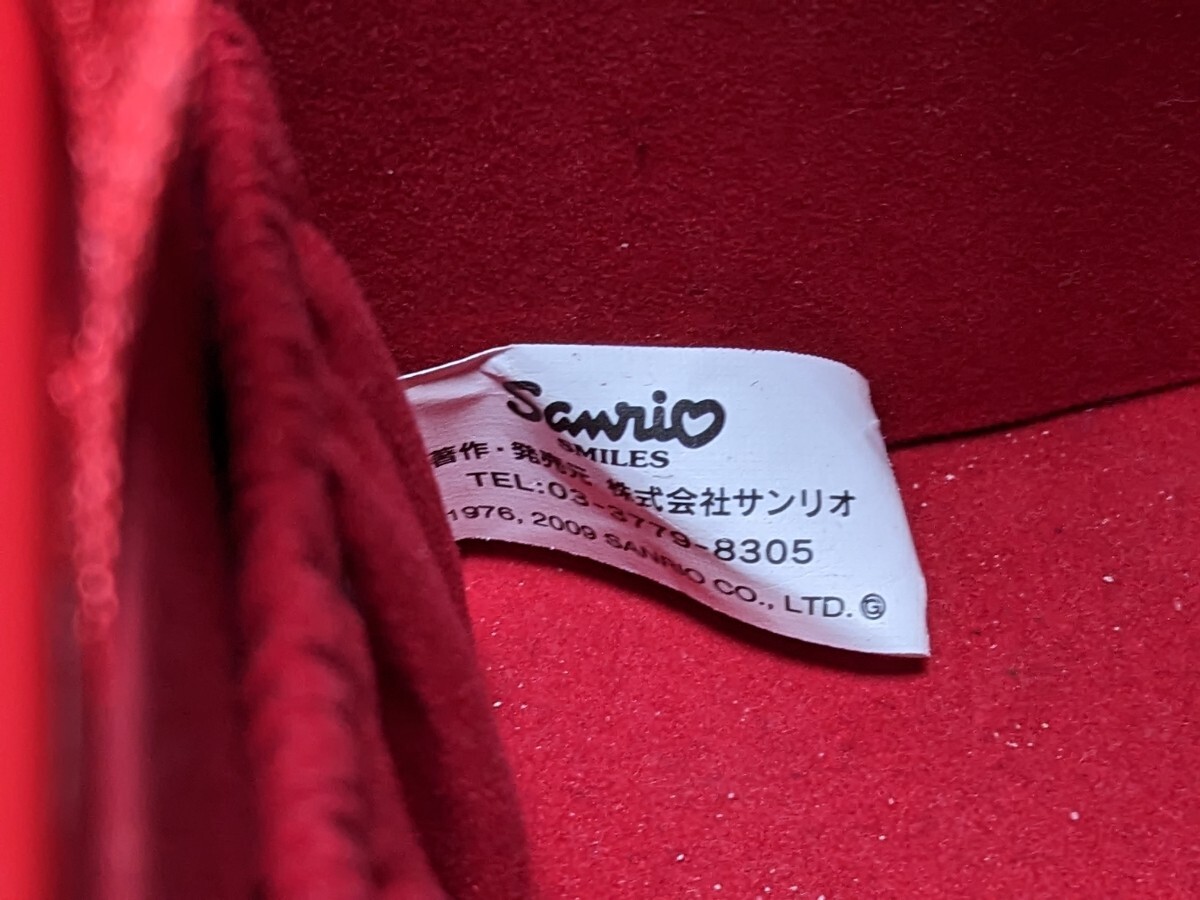 Sanrio
SMILES
著作・発売元 株式会社サンリオ
TEL:03-3779-8305
1976, 2009 SANRIO CO., LTD. Ⓖ